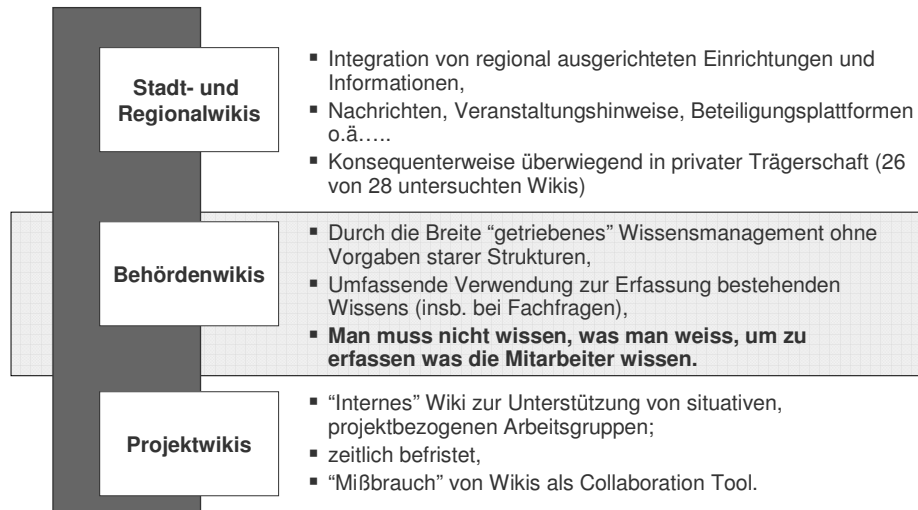 Stadt- und
Regionalwikis
▪ Integration von regional ausgerichteten Einrichtungen und
Informationen,
▪ Nachrichten, Veranstaltungshinweise, Beteiligungsplattformen
o.ä…..
▪ Konsequenterweise überwiegend in privater Trägerschaft (26
von 28 untersuchten Wikis)
Behördenwikis
▪ Durch die Breite “getriebenes” Wissensmanagement ohne
Vorgaben starer Strukturen,
▪ Umfassende Verwendung zur Erfassung bestehenden
Wissens (insb. bei Fachfragen),
▪ Man muss nicht wissen, was man weiss, um zu
erfassen was die Mitarbeiter wissen.
Projektwikis
▪ “Internes” Wiki zur Unterstützung von situativen,
projektbezogenen Arbeitsgruppen;
▪ zeitlich befristet,
▪ “Mißbrauch” von Wikis als Collaboration Tool.